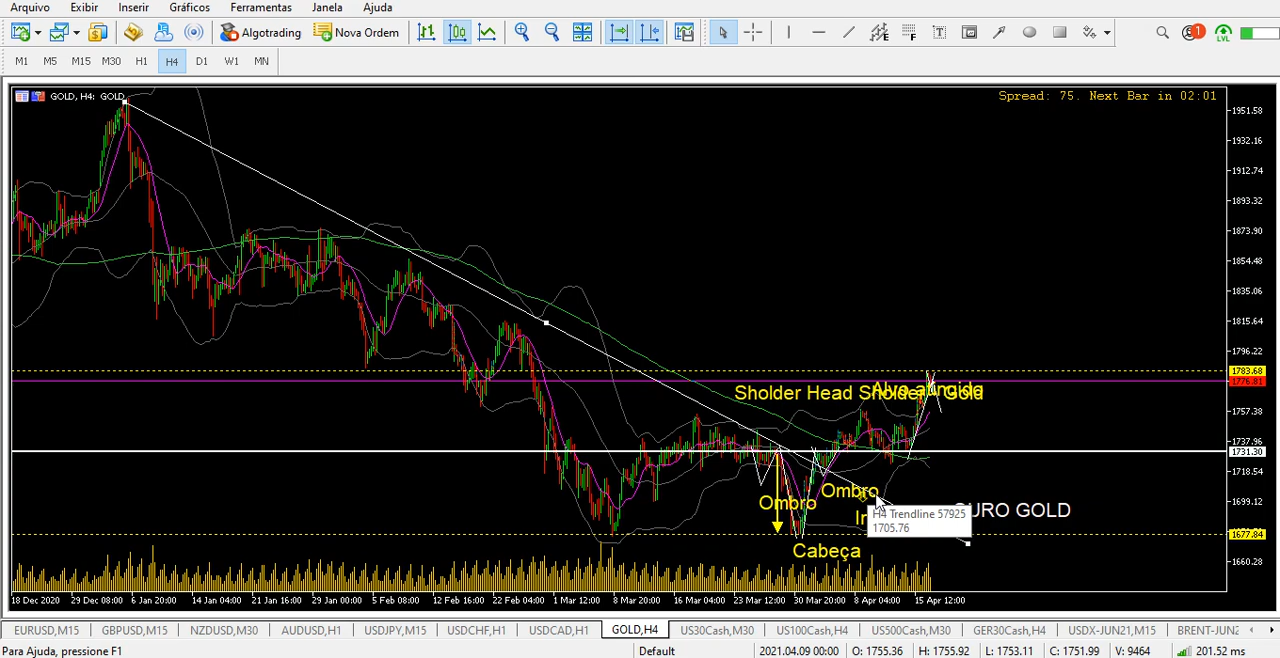 Arquivo Exibir Inserir Gráficos Ferramentas Janela Ajuda
Algotrading Nova Ordem
M1 M5 M15 M30 H1 H4 D1 W1 MN
GOLD, H4: GOLD
Spread: 75. Next Bar in 02:01
1951.58
1932.16
1912.74
1893.32
1873.90
1854.48
1835.06
1815.64
1796.22
1783.68
1776.81
Sholder Head Sholder - Gold
Alvo atingido
1757.38
1737.96
1731.30
1718.54
Ombro
Ombro
1699.12
OURO GOLD
H4 Trendline 57925
1705.76
1677.84
Cabeça
1660.28
18 Dec 2020 29 Dec 08:00 6 Jan 20:00 14 Jan 04:00 21 Jan 16:00 29 Jan 00:00 5 Feb 08:00 12 Feb 16:00 22 Feb 04:00 1 Mar 12:00 8 Mar 20:00 16 Mar 04:00 23 Mar 12:00 30 Mar 20:00 8 Apr 04:00 15 Apr 12:00
EURUSD,M15 GBPUSD,M15 NZDUSD,M30 AUDUSD,H1 USDJPY,M15 USDCHF,H1 USDCAD,H1 GOLD,H4 US30Cash,M30 US100Cash,H4 US500Cash,M30 GER30Cash,H4 USDX-JUN21,M15 BRENT-JUN2
Para Ajuda, pressione F1 Default 2021.04.09 00:00 O: 1755.36 H: 1755.92 L: 1753.11 C: 1751.99 V: 9464 201.52 ms